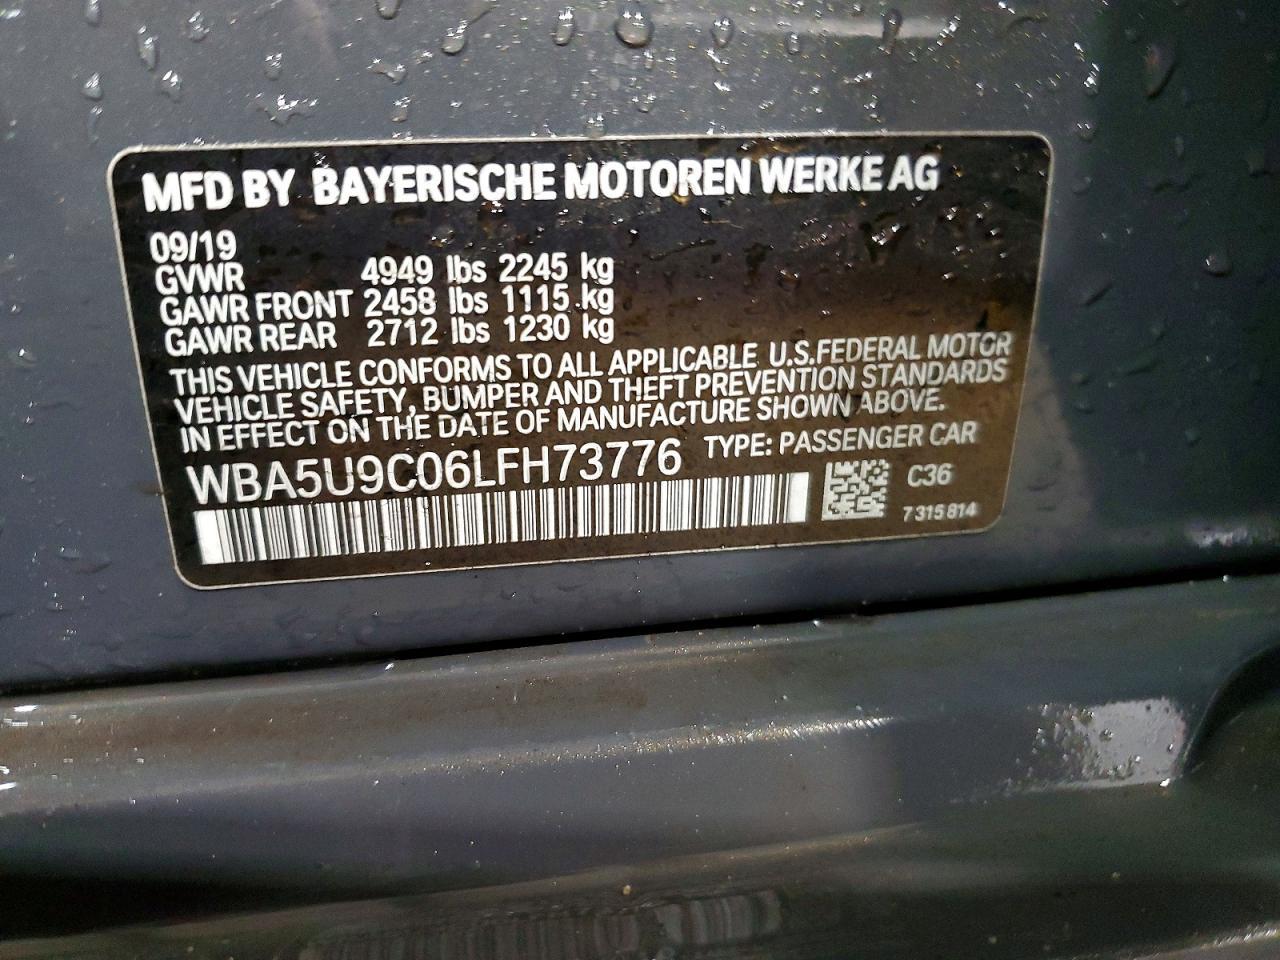 MFD BY BAYERISCHE MOTOREN WERKE AG
09/19
GVWR 4949 lbs 2245 kg
GAWR FRONT 2458 lbs 1115 kg
GAWR REAR 2712 lbs 1230 kg
THIS VEHICLE CONFORMS TO ALL APPLICABLE U.S.FEDERAL MOTOR
VEHICLE SAFETY, BUMPER AND THEFT PREVENTION STANDARDS
IN EFFECT ON THE DATE OF MANUFACTURE SHOWN ABOVE.
WBA5U9C06LFH73776 TYPE: PASSENGER CAR
C36
7 315 814